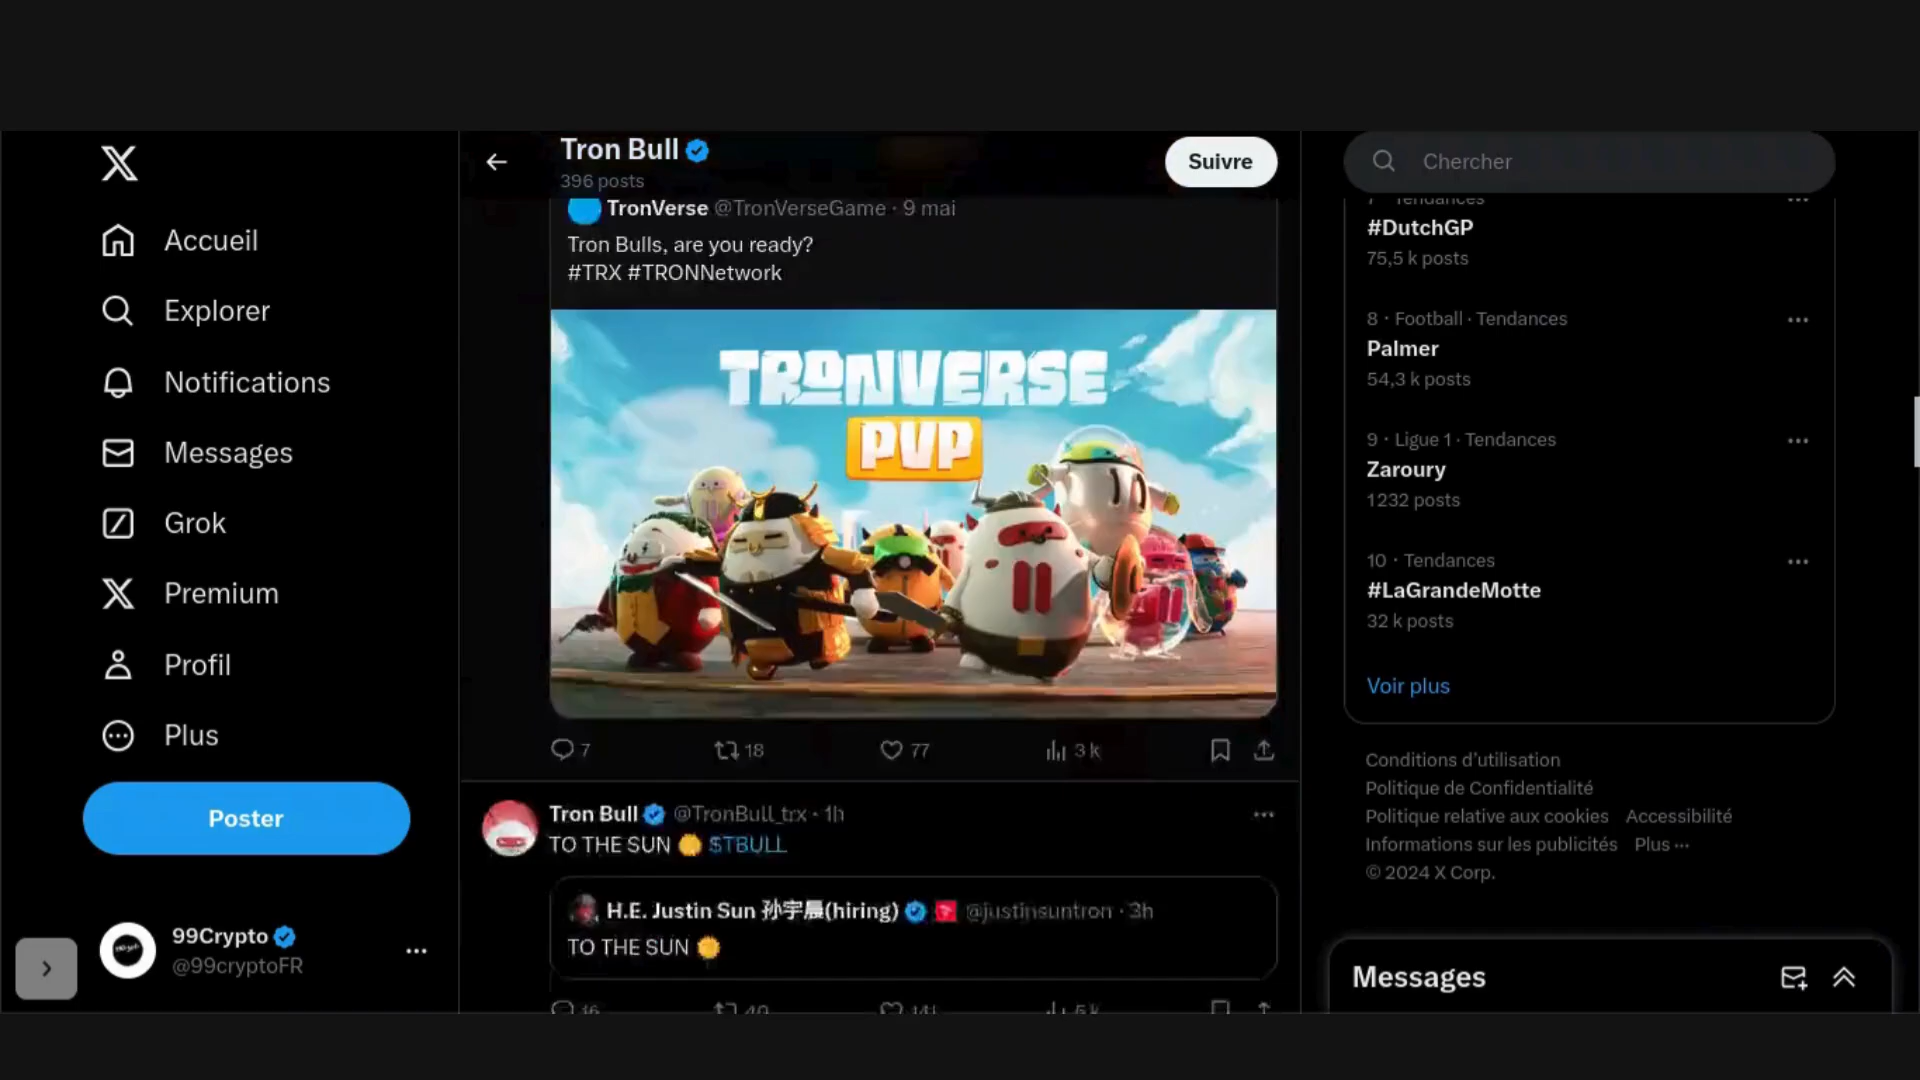 Accueil
Explorer
Notifications
Messages
Grok
Premium
Profil
Plus
Poster
99Crypto
@99cryptoFR
Tron Bull
396 posts
Suivre
TronVerse @TronVerseGame · 9 mai
Tron Bulls, are you ready?
#TRX #TRONNetwork
TRONVERSE
PVP
7 18 77 3 k
Tron Bull @TronBull_trx · 1h
TO THE SUN $TBULL
H.E. Justin Sun 孙宇晨(hiring) @justinsuntron · 3h
TO THE SUN
Chercher
7 · Tendances
#DutchGP
75,5 k posts
8 · Football · Tendances
Palmer
54,3 k posts
9 · Ligue 1 · Tendances
Zaroury
1232 posts
10 · Tendances
#LaGrandeMotte
32 k posts
Voir plus
Conditions d'utilisation
Politique de Confidentialité
Politique relative aux cookies Accessibilité
Informations sur les publicités Plus ···
© 2024 X Corp.
Messages